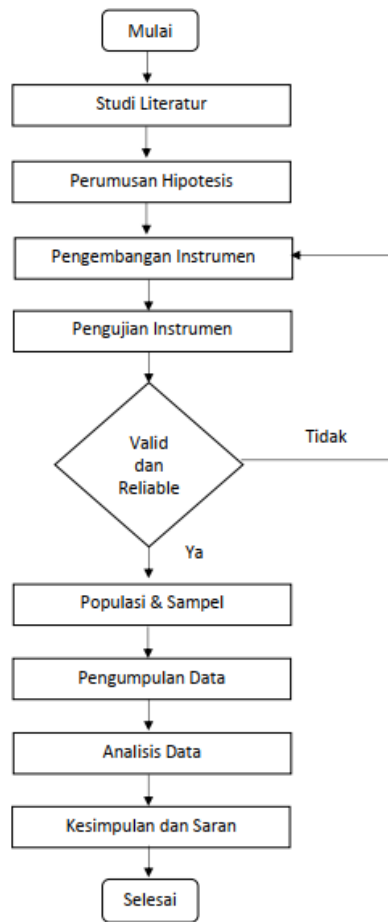 Mulai
Studi Literatur
Perumusan Hipotesis
Pengembangan Instrumen
Pengujian Instrumen
Valid
dan
Reliable
Tidak
Ya
Populasi & Sampel
Pengumpulan Data
Analisis Data
Kesimpulan dan Saran
Selesai